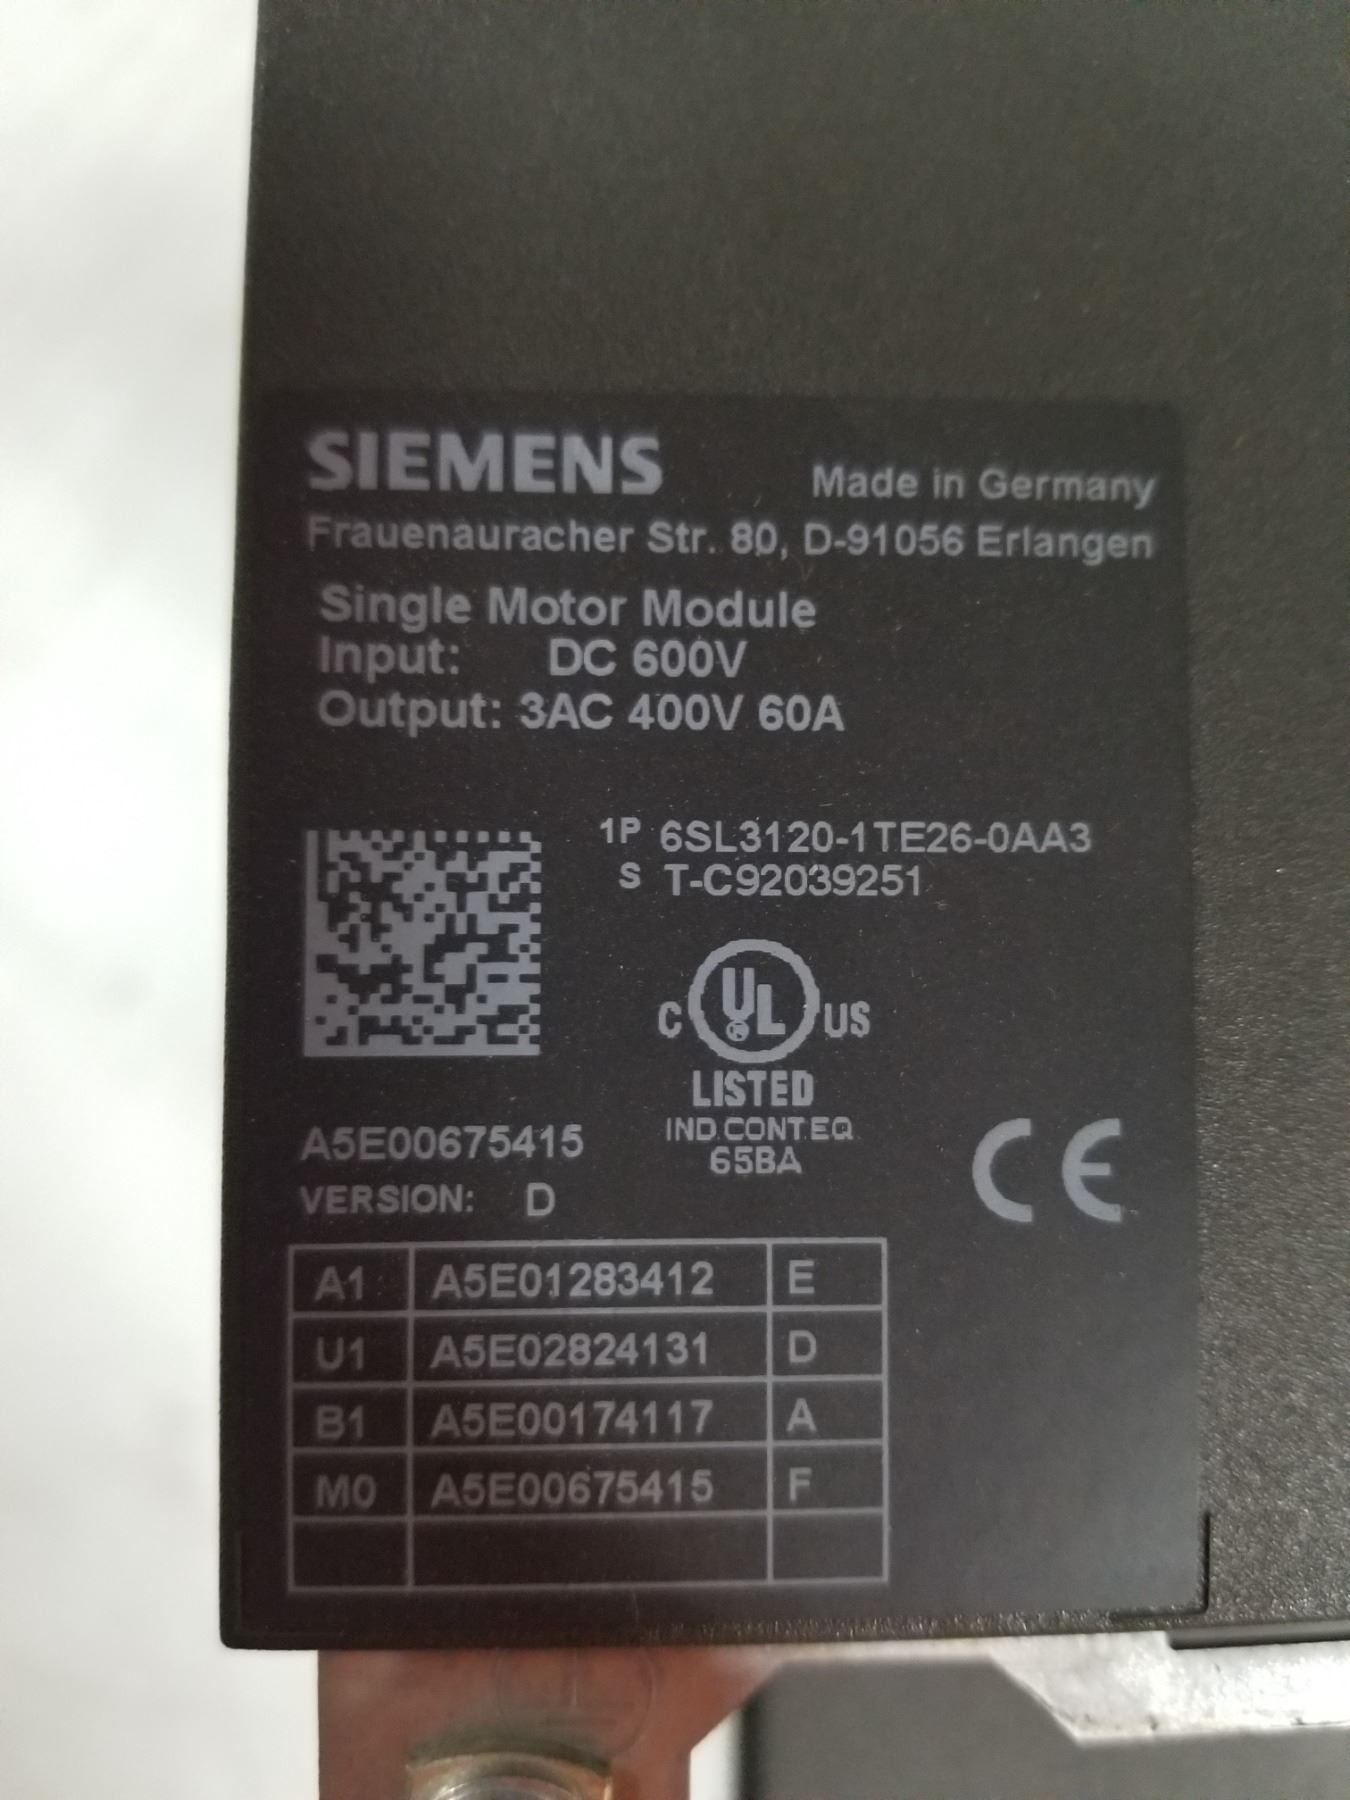 SIEMENS Made in Germany
Frauenauracher Str. 80, D-91056 Erlangen
Single Motor Module
Input: DC 600V
Output: 3AC 400V 60A
1P 6SL3120-1TE26-0AA3
S T-C92039251
C UL US
LISTED
IND.CONT.EQ
65BA
A5E00675415
VERSION: D
CE
A1 A5E01283412 E
U1 A5E02824131 D
B1 A5E00174117 A
M0 A5E00675415 F